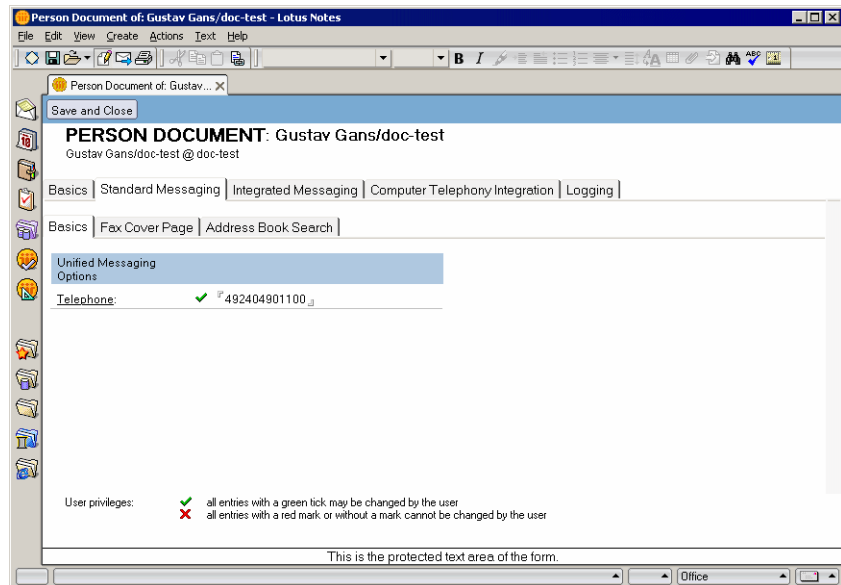 Person Document of: Gustav Gans/doc-test - Lotus Notes
File Edit View Create Actions Text Help
B I
Person Document of: Gustav...
Save and Close
PERSON DOCUMENT: Gustav Gans/doc-test
Gustav Gans/doc-test @ doc-test
Basics Standard Messaging Integrated Messaging Computer Telephony Integration Logging
Basics Fax Cover Page Address Book Search
Unified Messaging
Options
Telephone: 492404901100
User privileges: all entries with a green tick may be changed by the user
all entries with a red mark or without a mark cannot be changed by the user
This is the protected text area of the form.
Office